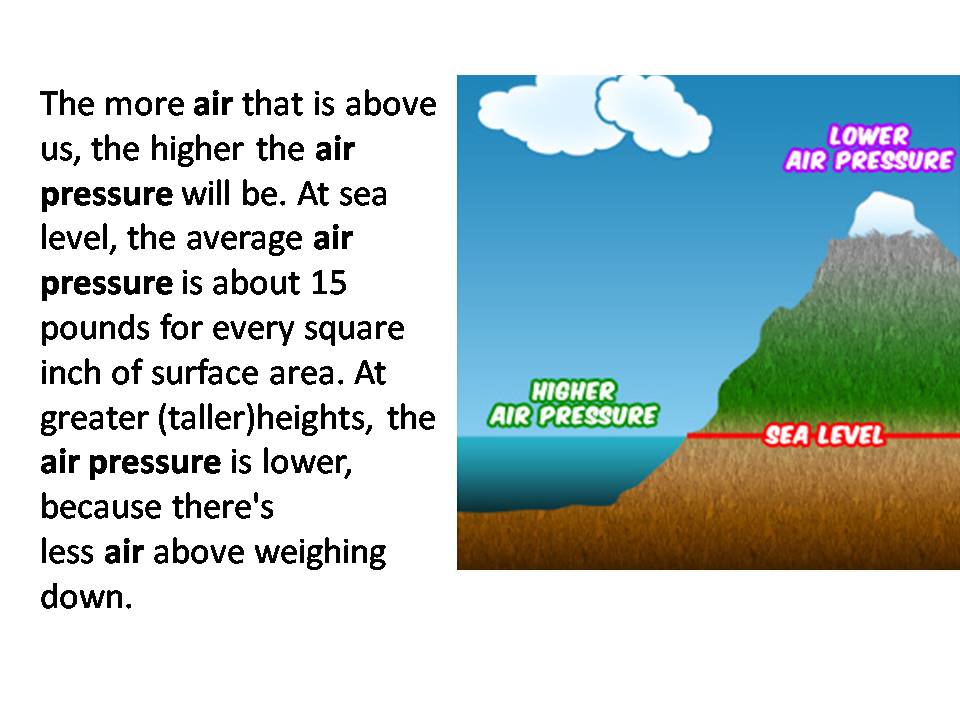 The more air that is above
us, the higher the air
pressure will be. At sea
level, the average air
pressure is about 15
pounds for every square
inch of surface area. At
greater (taller)heights, the
air pressure is lower,
because there's
less air above weighing
down.
LOWER
AIR PRESSURE
HIGHER
AIR PRESSURE
SEA LEVEL